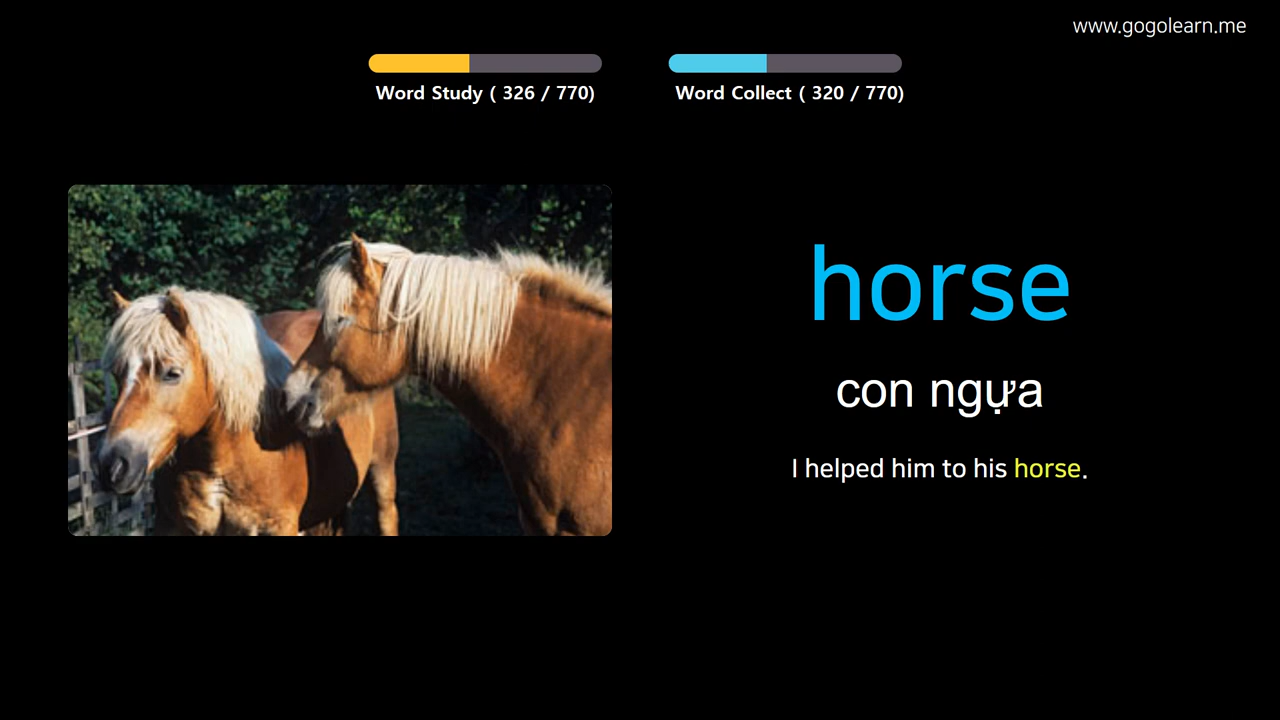 www.gogolearn.me
Word Study ( 326 / 770)
Word Collect ( 320 / 770)
horse
con ngựa
I helped him to his horse.